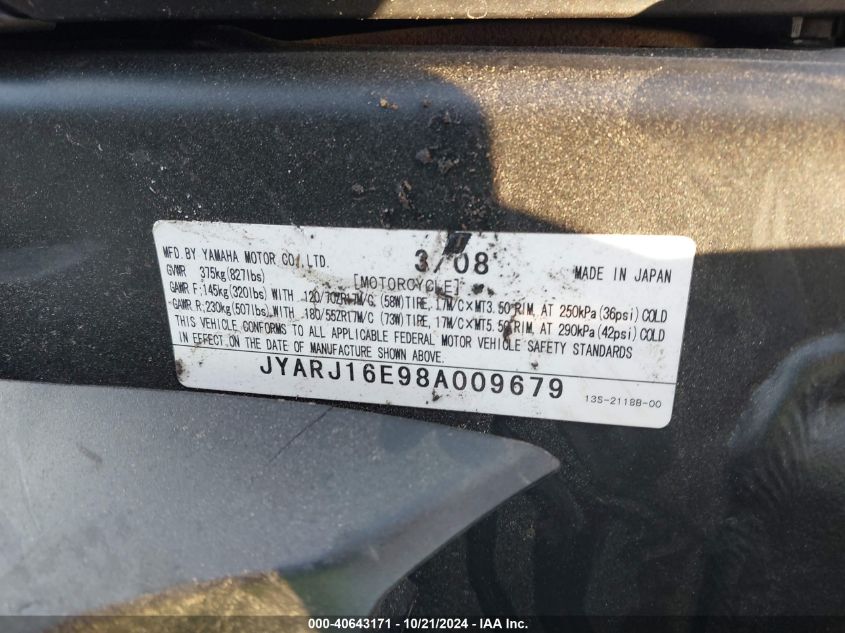 MFD.BY YAMAHA MOTOR CO.,LTD. 3/08
GVWR 375kg(827lbs) [MOTORCYCLE] MADE IN JAPAN
GAWR F:145kg(320lbs) WITH 120/70ZR17M/C (58W)TIRE, 17M/C×MT3.50 RIM, AT 250kPa(36psi) COLD
GAWR R:230kg(507lbs) WITH 180/55ZR17M/C (73W)TIRE, 17M/C×MT5.50 RIM, AT 290kPa(42psi) COLD
THIS VEHICLE CONFORMS TO ALL APPLICABLE FEDERAL MOTOR VEHICLE SAFETY STANDARDS
IN EFFECT ON THE DATE OF MANUFACTURE SHOWN ABOVE.
JYARJ16E98A009679
13S-2118B-00
©COPY-40643171 - 10/21/2024 - IAA Inc.